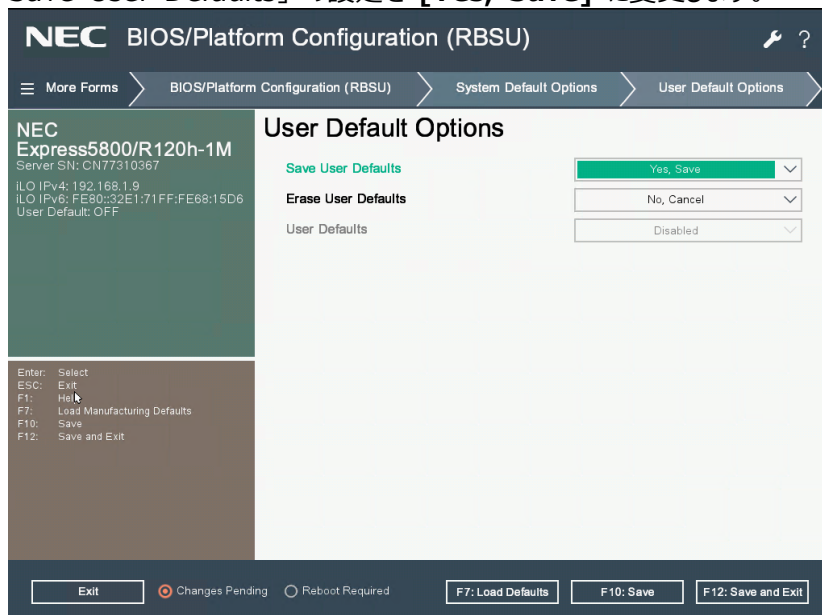 Save User Defaults」の設定を [Yes, Save] に変更します。
NEC BIOS/Platform Configuration (RBSU)
?
More Forms
BIOS/Platform Configuration (RBSU)
System Default Options
User Default Options
NEC
Express5800/R120h-1M
Server SN: CN77310367
iLO IPv4: 192.168.1.9
iLO IPv6: FE80::32E1:71FF:FE68:15D6
User Default: OFF
User Default Options
Save User Defaults
Yes, Save
Erase User Defaults
No, Cancel
User Defaults
Disabled
Enter: Select
ESC: Exit
F1: Help
F7: Load Manufacturing Defaults
F10: Save
F12: Save and Exit
Exit
Changes Pending
Reboot Required
F7: Load Defaults
F10: Save
F12: Save and Exit